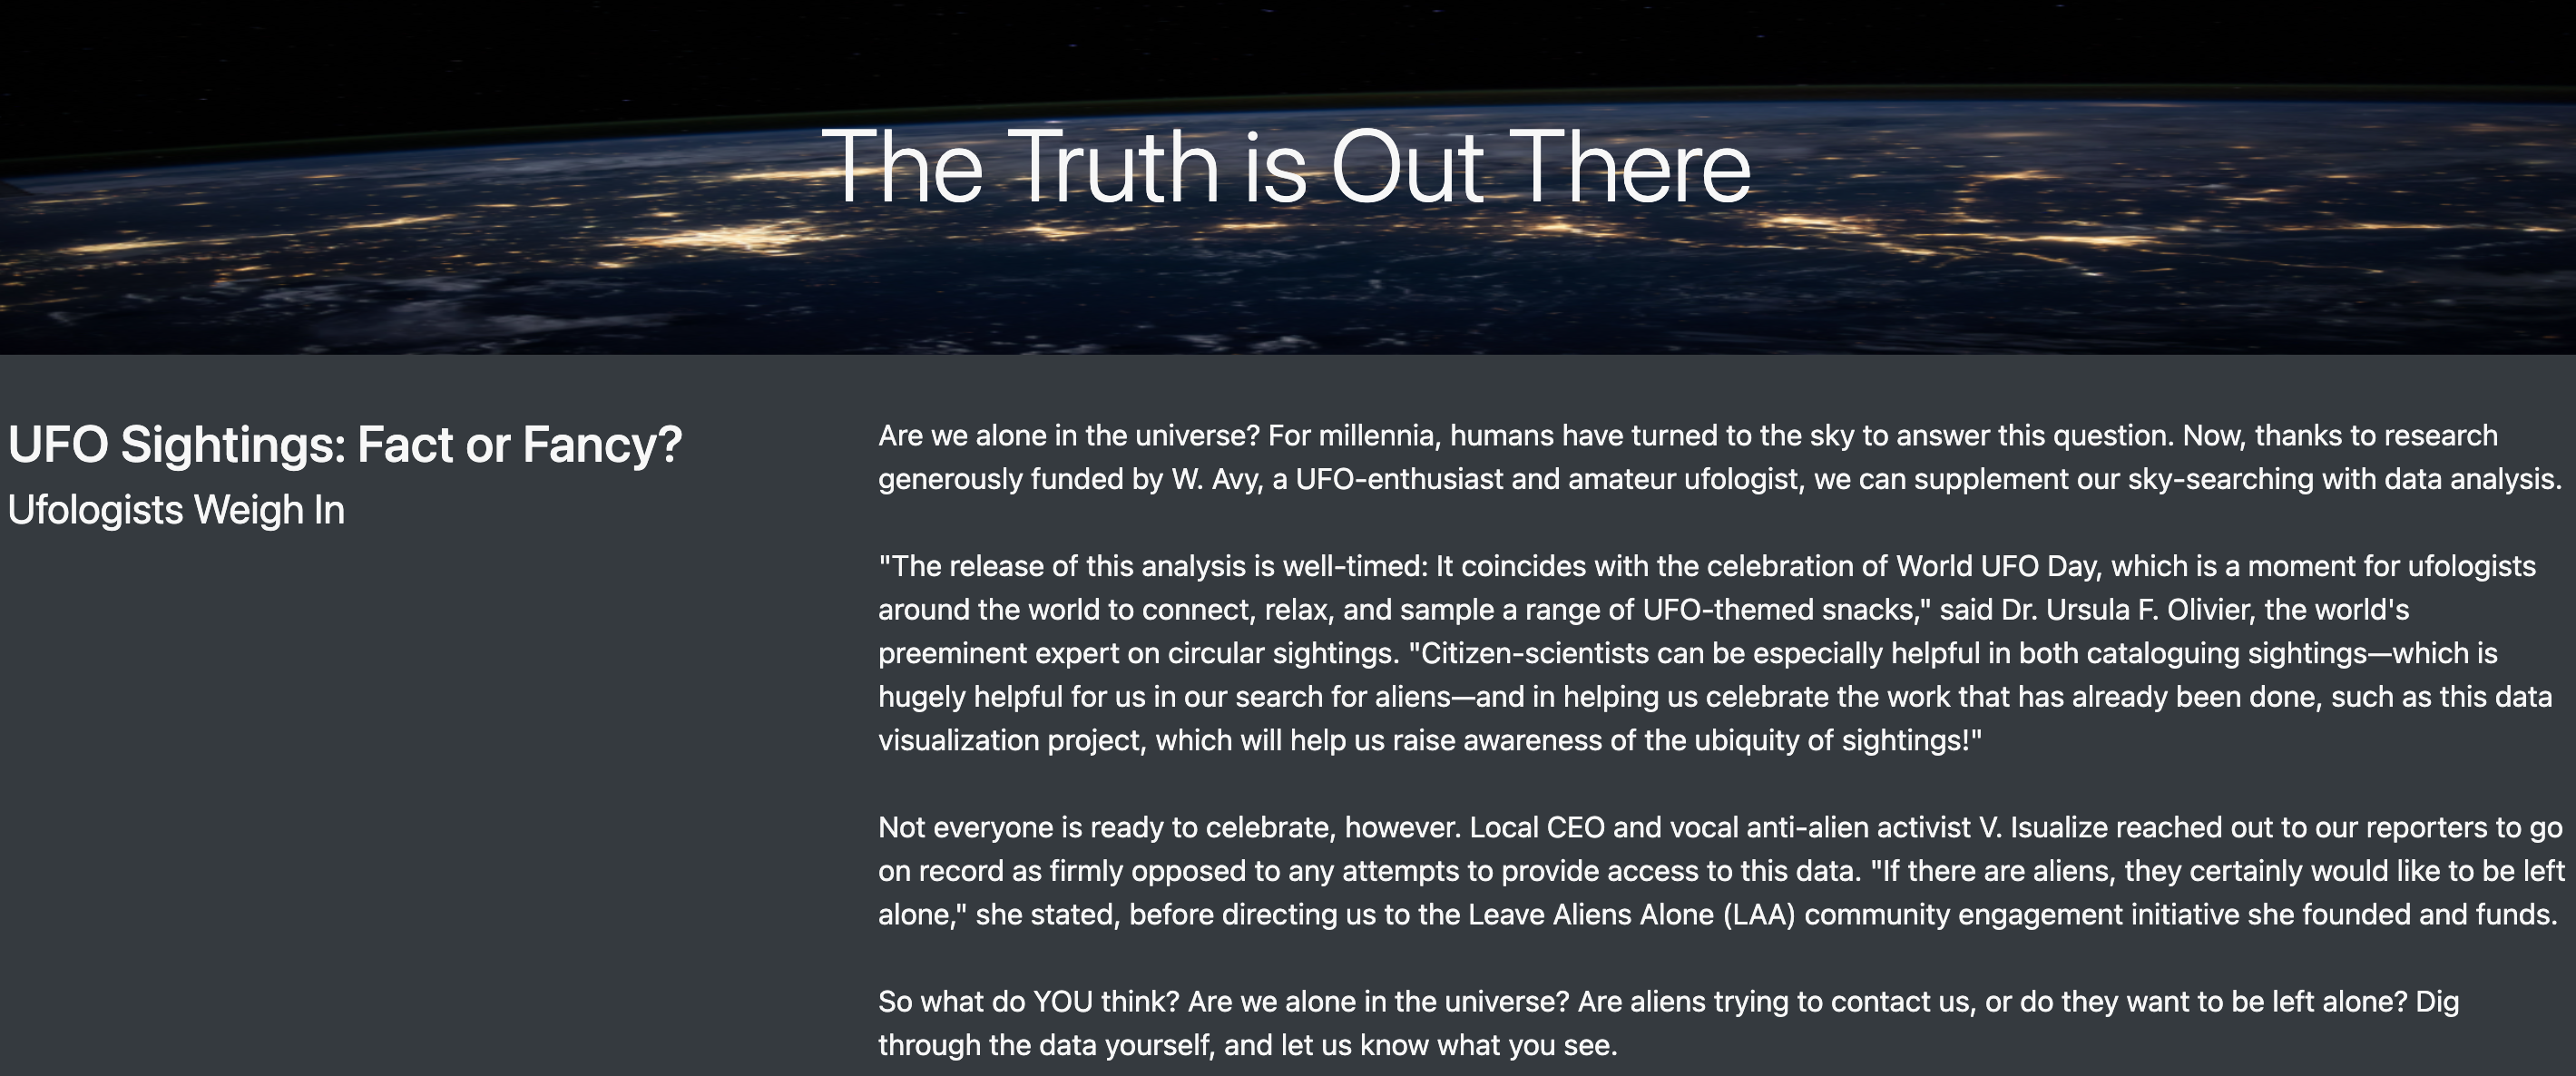 The Truth is Out There
UFO Sightings: Fact or Fancy?
Ufologists Weigh In
Are we alone in the universe? For millennia, humans have turned to the sky to answer this question. Now, thanks to research
generously funded by W. Avy, a UFO-enthusiast and amateur ufologist, we can supplement our sky-searching with data analysis.
"The release of this analysis is well-timed: It coincides with the celebration of World UFO Day, which is a moment for ufologists
around the world to connect, relax, and sample a range of UFO-themed snacks," said Dr. Ursula F. Olivier, the world's
preeminent expert on circular sightings. "Citizen-scientists can be especially helpful in both cataloguing sightings—which is
hugely helpful for us in our search for aliens—and in helping us celebrate the work that has already been done, such as this data
visualization project, which will help us raise awareness of the ubiquity of sightings!"
Not everyone is ready to celebrate, however. Local CEO and vocal anti-alien activist V. Isualize reached out to our reporters to go
on record as firmly opposed to any attempts to provide access to this data. "If there are aliens, they certainly would like to be left
alone," she stated, before directing us to the Leave Aliens Alone (LAA) community engagement initiative she founded and funds.
So what do YOU think? Are we alone in the universe? Are aliens trying to contact us, or do they want to be left alone? Dig
through the data yourself, and let us know what you see.